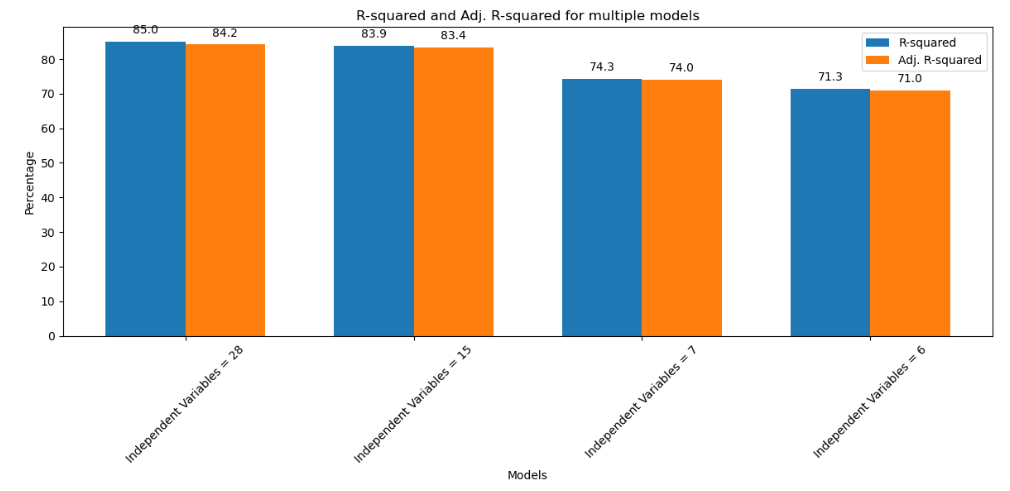 R-squared and Adj. R-squared for multiple models
85.0
84.2
83.9
83.4
74.3
74.0
71.3
71.0
R-squared
Adj. R-squared
Percentage
80
70
60
50
40
30
20
10
0
Independent Variables = 28
Independent Variables = 15
Independent Variables = 7
Independent Variables = 6
Models